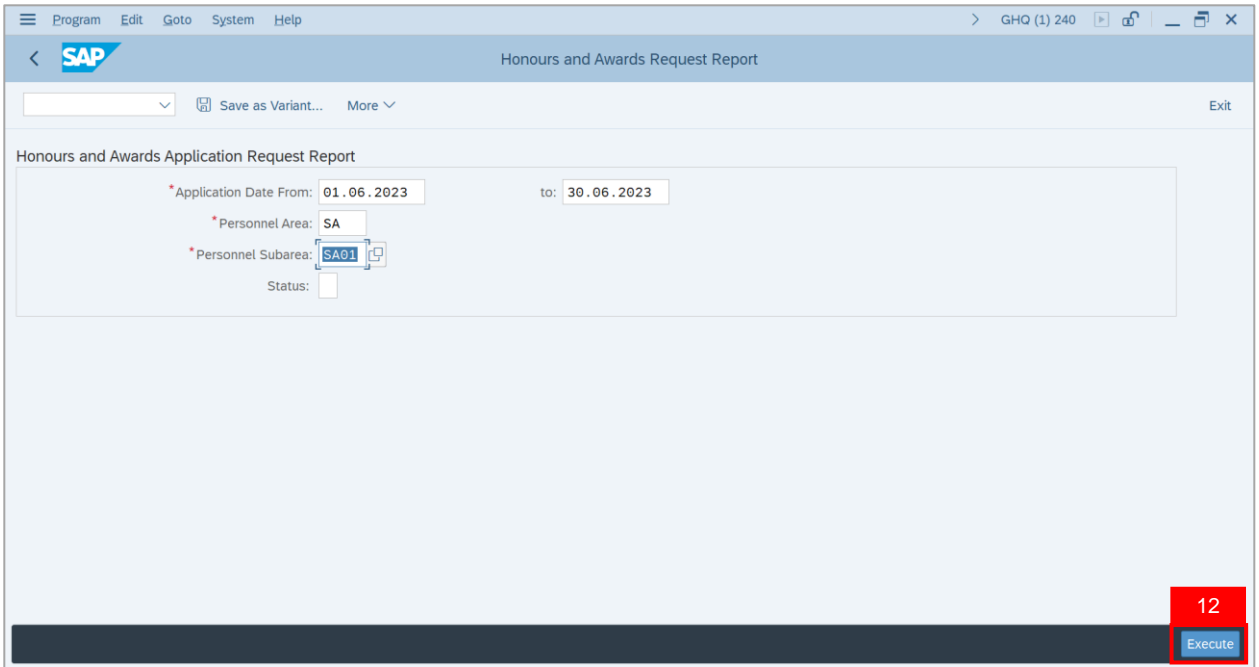 Program Edit Goto System Help GHQ (1) 240
SAP Honours and Awards Request Report
Save as Variant... More Exit
Honours and Awards Application Request Report
*Application Date From: 01.06.2023 to: 30.06.2023
*Personnel Area: SA
*Personnel Subarea: SA01
Status:
12
Execute